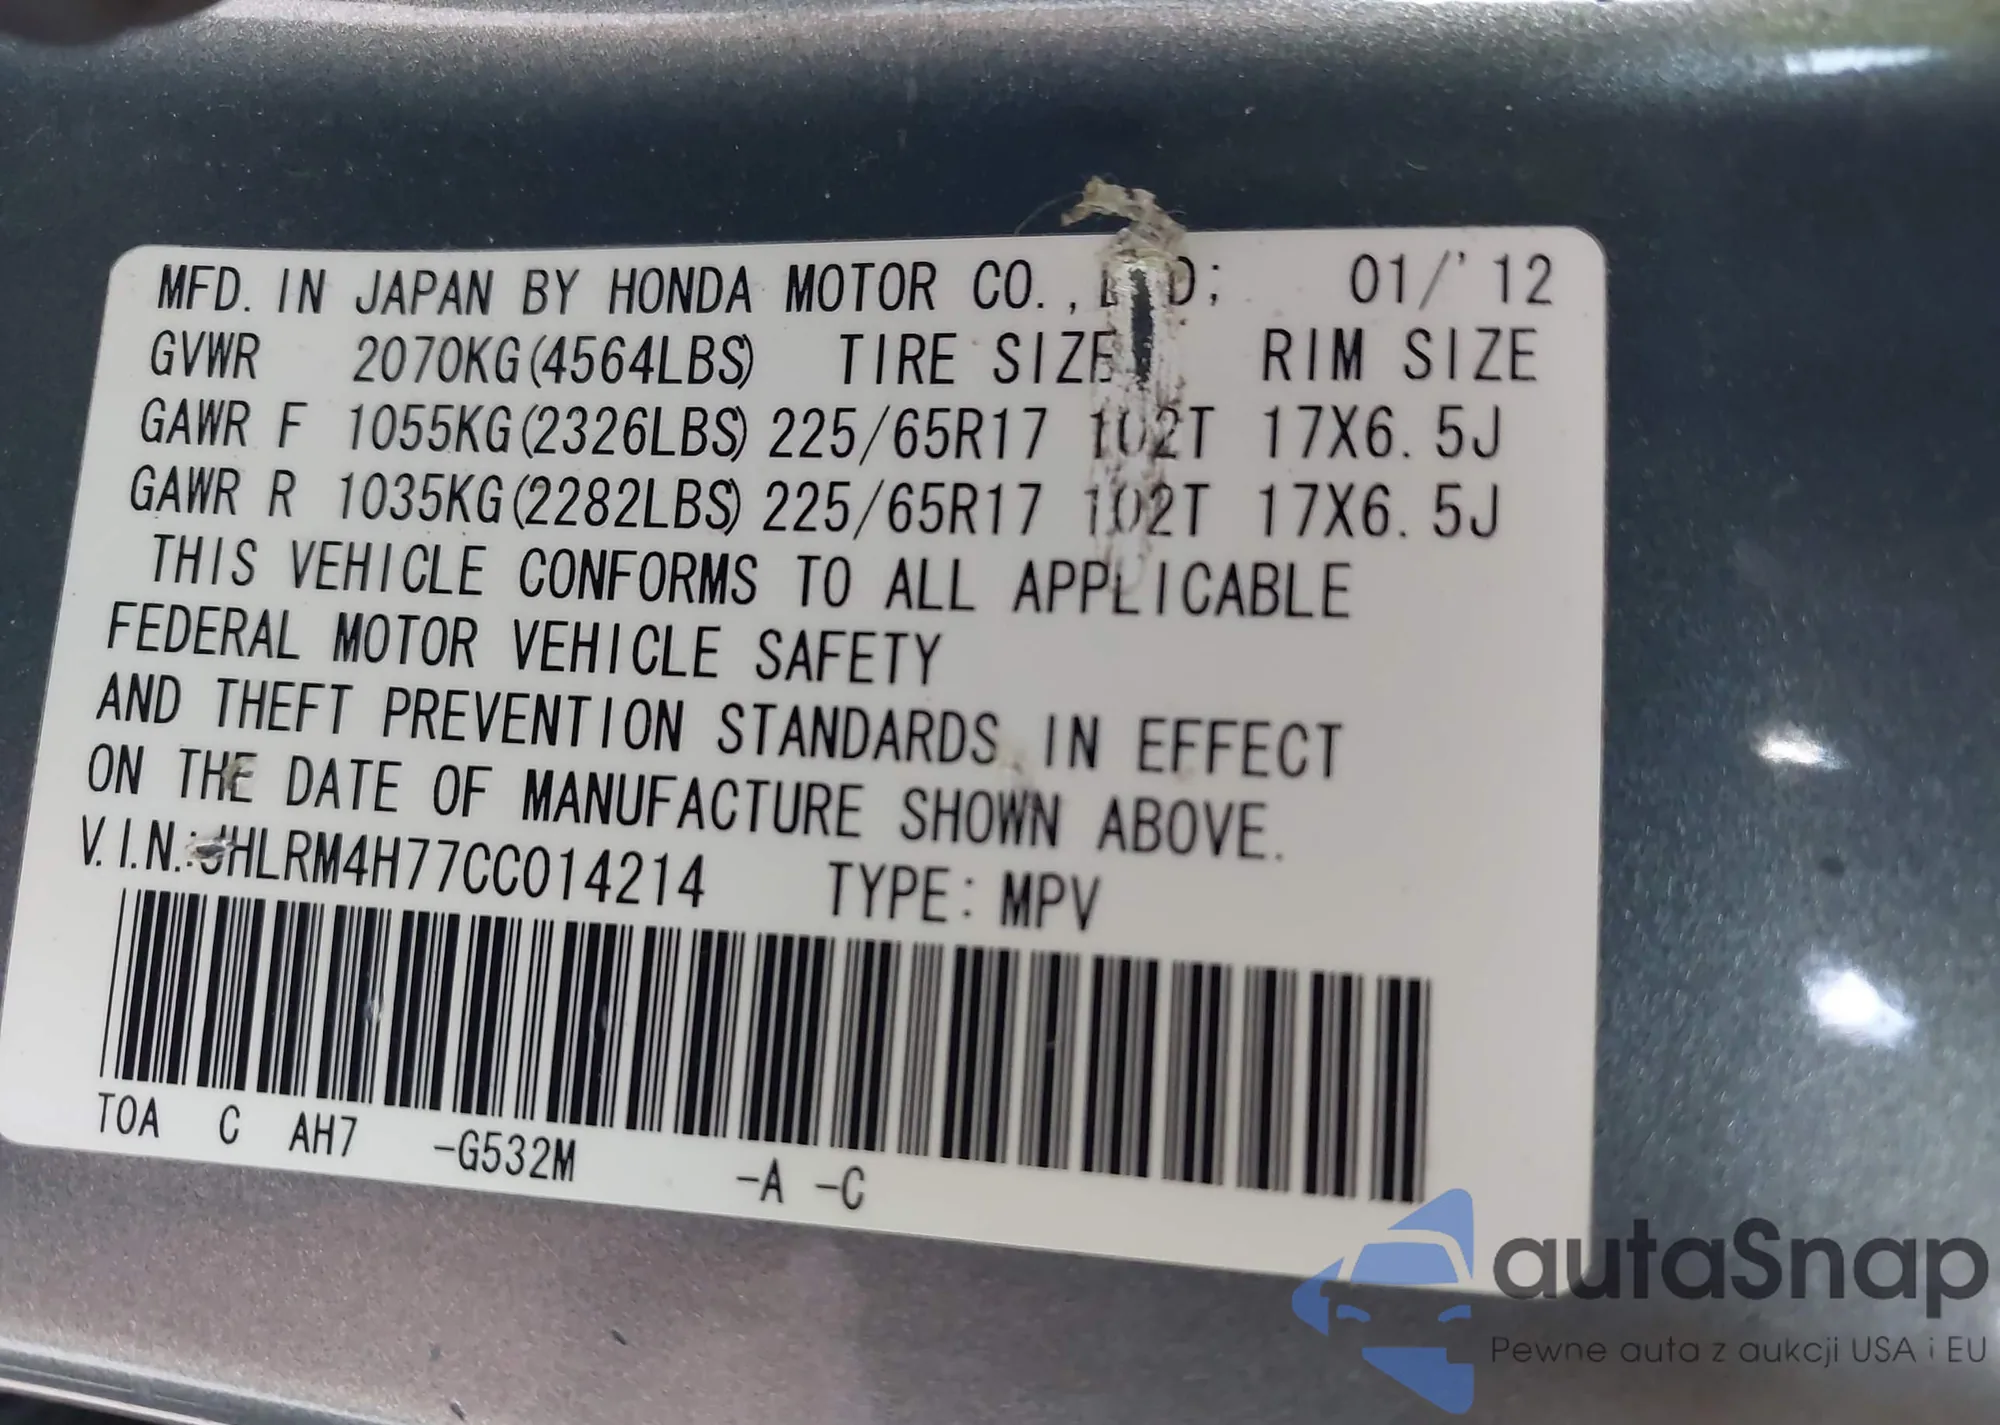 MFD. IN JAPAN BY HONDA MOTOR CO., LTD; 01/'12
GVWR 2070KG(4564LBS) TIRE SIZE RIM SIZE
GAWR F 1055KG(2326LBS) 225/65R17 102T 17X6.5J
GAWR R 1035KG(2282LBS) 225/65R17 102T 17X6.5J
THIS VEHICLE CONFORMS TO ALL APPLICABLE
FEDERAL MOTOR VEHICLE SAFETY
AND THEFT PREVENTION STANDARDS IN EFFECT
ON THE DATE OF MANUFACTURE SHOWN ABOVE.
V.I.N.:JHLRM4H77CC014214 TYPE: MPV
TOA C AH7 -G532M -A -C
autaSnap
Pewne auta z aukcji USA i EU